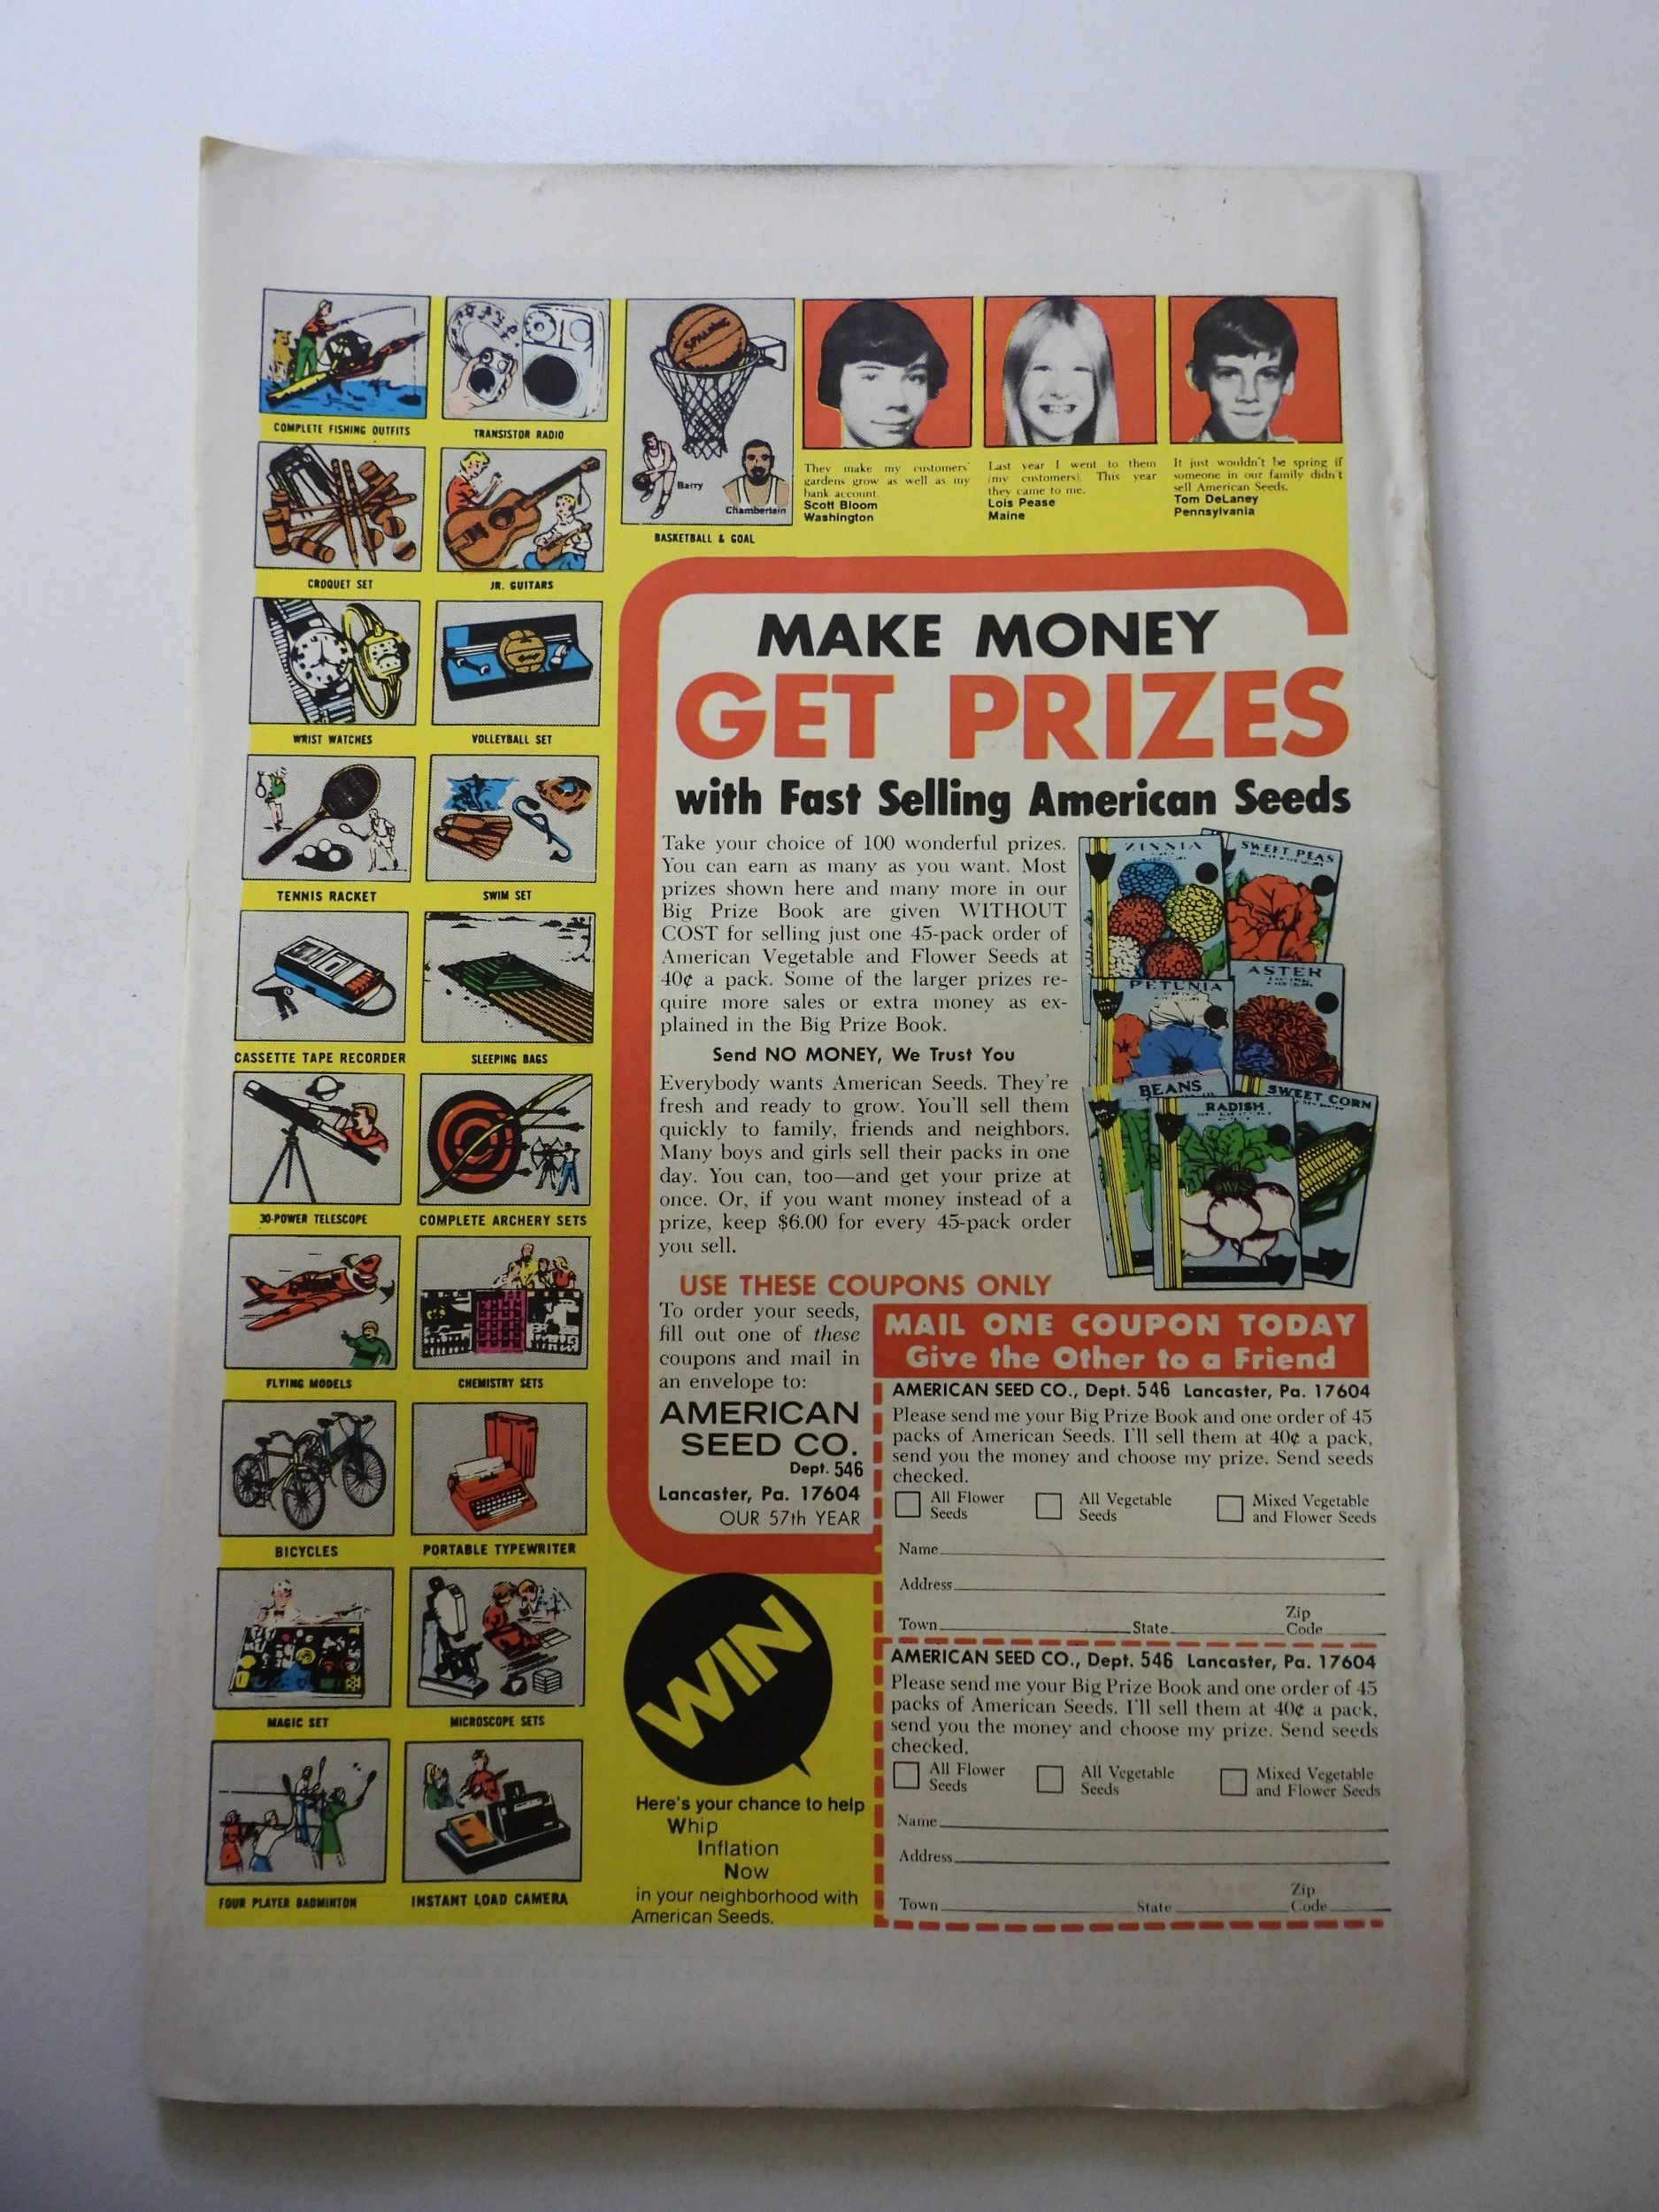 COMPLETE FISHING OUTFITS
TRANSISTOR RADIO
SPALDING
Barry
Chamberlain
BASKETBALL & GOAL
They make my customers'
gardens grow as well as my
bank account.
Scott Bloom
Washington
Last year I went to them
(my customers). This year
they came to me.
Lois Pease
Maine
It just wouldn't be spring if
someone in our family didn't
sell American Seeds.
Tom DeLaney
Pennsylvania
CROQUET SET
JR. GUITARS
WRIST WATCHES
VOLLEYBALL SET
TENNIS RACKET
SWIM SET
CASSETTE TAPE RECORDER
SLEEPING BAGS
30-POWER TELESCOPE
COMPLETE ARCHERY SETS
FLYING MODELS
CHEMISTRY SETS
BICYCLES
PORTABLE TYPEWRITER
MAGIC SET
MICROSCOPE SETS
FOUR PLAYER BADMINTON
INSTANT LOAD CAMERA
MAKE MONEY
GET PRIZES
with Fast Selling American Seeds
Take your choice of 100 wonderful prizes.
You can earn as many as you want. Most
prizes shown here and many more in our
Big Prize Book are given WITHOUT
COST for selling just one 45-pack order of
American Vegetable and Flower Seeds at
40¢ a pack. Some of the larger prizes re-
quire more sales or extra money as ex-
plained in the Big Prize Book.
Send NO MONEY, We Trust You
Everybody wants American Seeds. They're
fresh and ready to grow. You'll sell them
quickly to family, friends and neighbors.
Many boys and girls sell their packs in one
day. You can, too—and get your prize at
once. Or, if you want money instead of a
prize, keep $6.00 for every 45-pack order
you sell.
ZINNIA
SWEET PEAS
PETUNIA
ASTER
BEANS
RADISH
SWEET CORN
USE THESE COUPONS ONLY
To order your seeds,
fill out one of these
coupons and mail in
an envelope to:
AMERICAN
SEED CO.
Dept. 546
Lancaster, Pa. 17604
OUR 57th YEAR
WIN
Here's your chance to help
Whip
Inflation
Now
in your neighborhood with
American Seeds.
MAIL ONE COUPON TODAY
Give the Other to a Friend
AMERICAN SEED CO., Dept. 546 Lancaster, Pa. 17604
Please send me your Big Prize Book and one order of 45
packs of American Seeds. I'll sell them at 40¢ a pack,
send you the money and choose my prize. Send seeds
checked.
All Flower Seeds
All Vegetable Seeds
Mixed Vegetable and Flower Seeds
Name
Address
Town State Zip Code
AMERICAN SEED CO., Dept. 546 Lancaster, Pa. 17604
Please send me your Big Prize Book and one order of 45
packs of American Seeds. I'll sell them at 40¢ a pack,
send you the money and choose my prize. Send seeds
checked.
All Flower Seeds
All Vegetable Seeds
Mixed Vegetable and Flower Seeds
Name
Address
Town State Zip Code